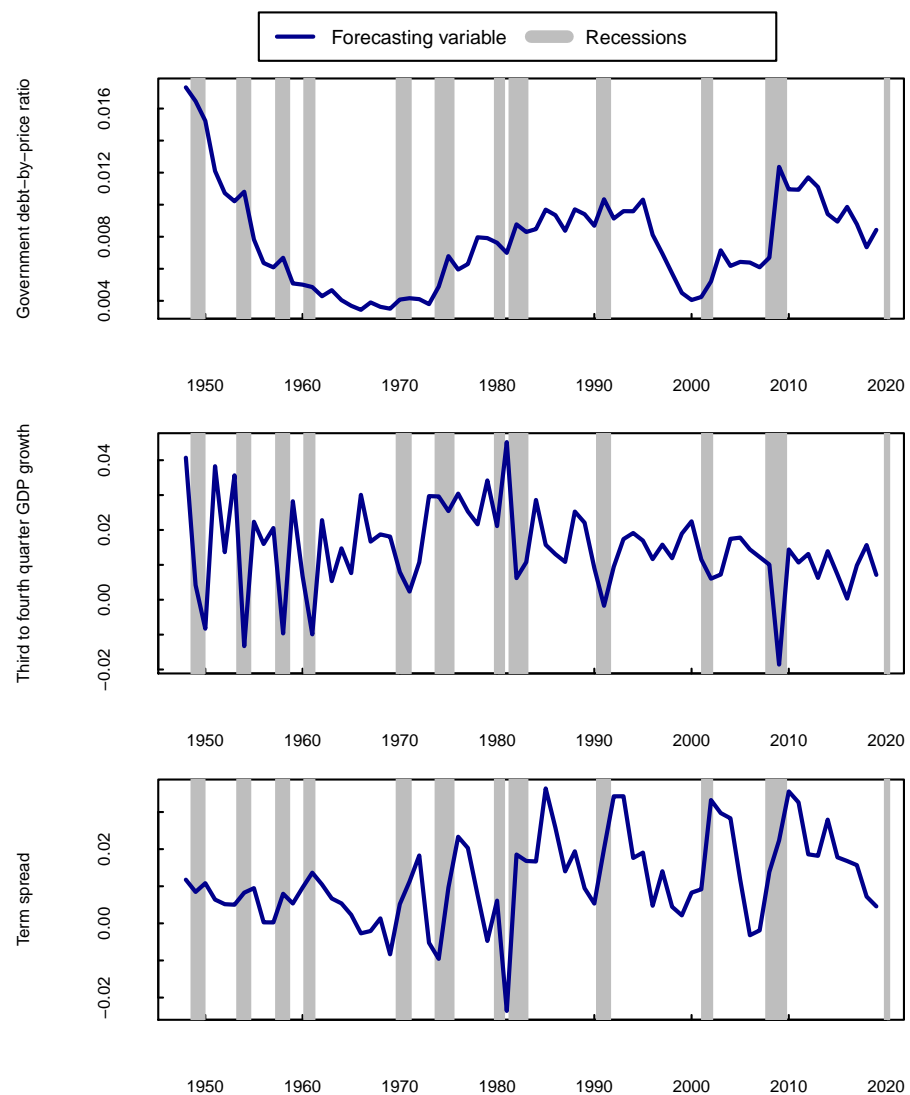 Forecasting variable Recessions
Government debt−by−price ratio
0.016
0.012
0.008
0.004
1950 1960 1970 1980 1990 2000 2010 2020
Third to fourth quarter GDP growth
0.04
0.02
0.00
−0.02
1950 1960 1970 1980 1990 2000 2010 2020
Term spread
0.02
0.00
−0.02
1950 1960 1970 1980 1990 2000 2010 2020